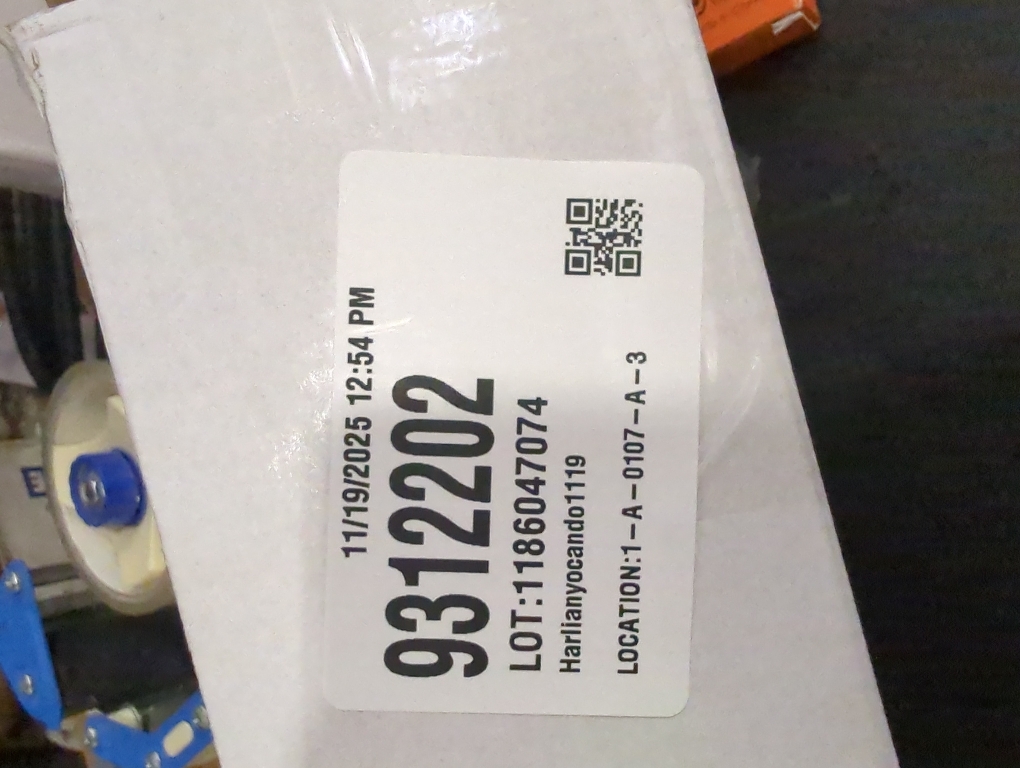 11/19/2025 12:54 PM
9312202
LOT:1186047074
Harlianyocando1119
LOCATION:1-A-0107-A-3